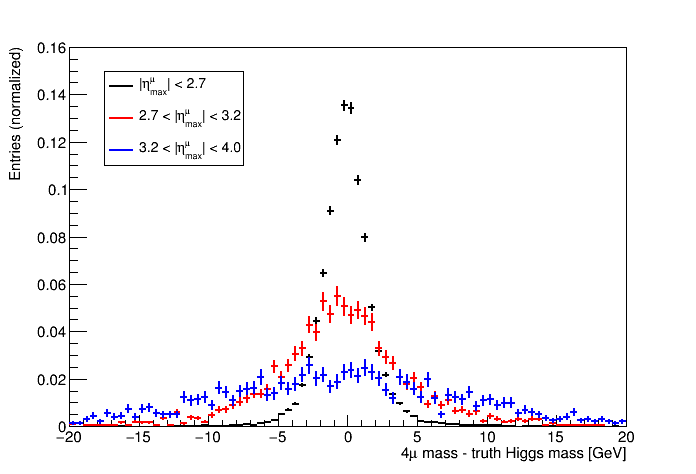 Entries (normalized)
0.16
0.14
0.12
0.1
0.08
0.06
0.04
0.02
0
|η^μ_max| < 2.7
2.7 < |η^μ_max| < 3.2
3.2 < |η^μ_max| < 4.0
−20 −15 −10 −5 0 5 10 15 20
4μ mass - truth Higgs mass [GeV]